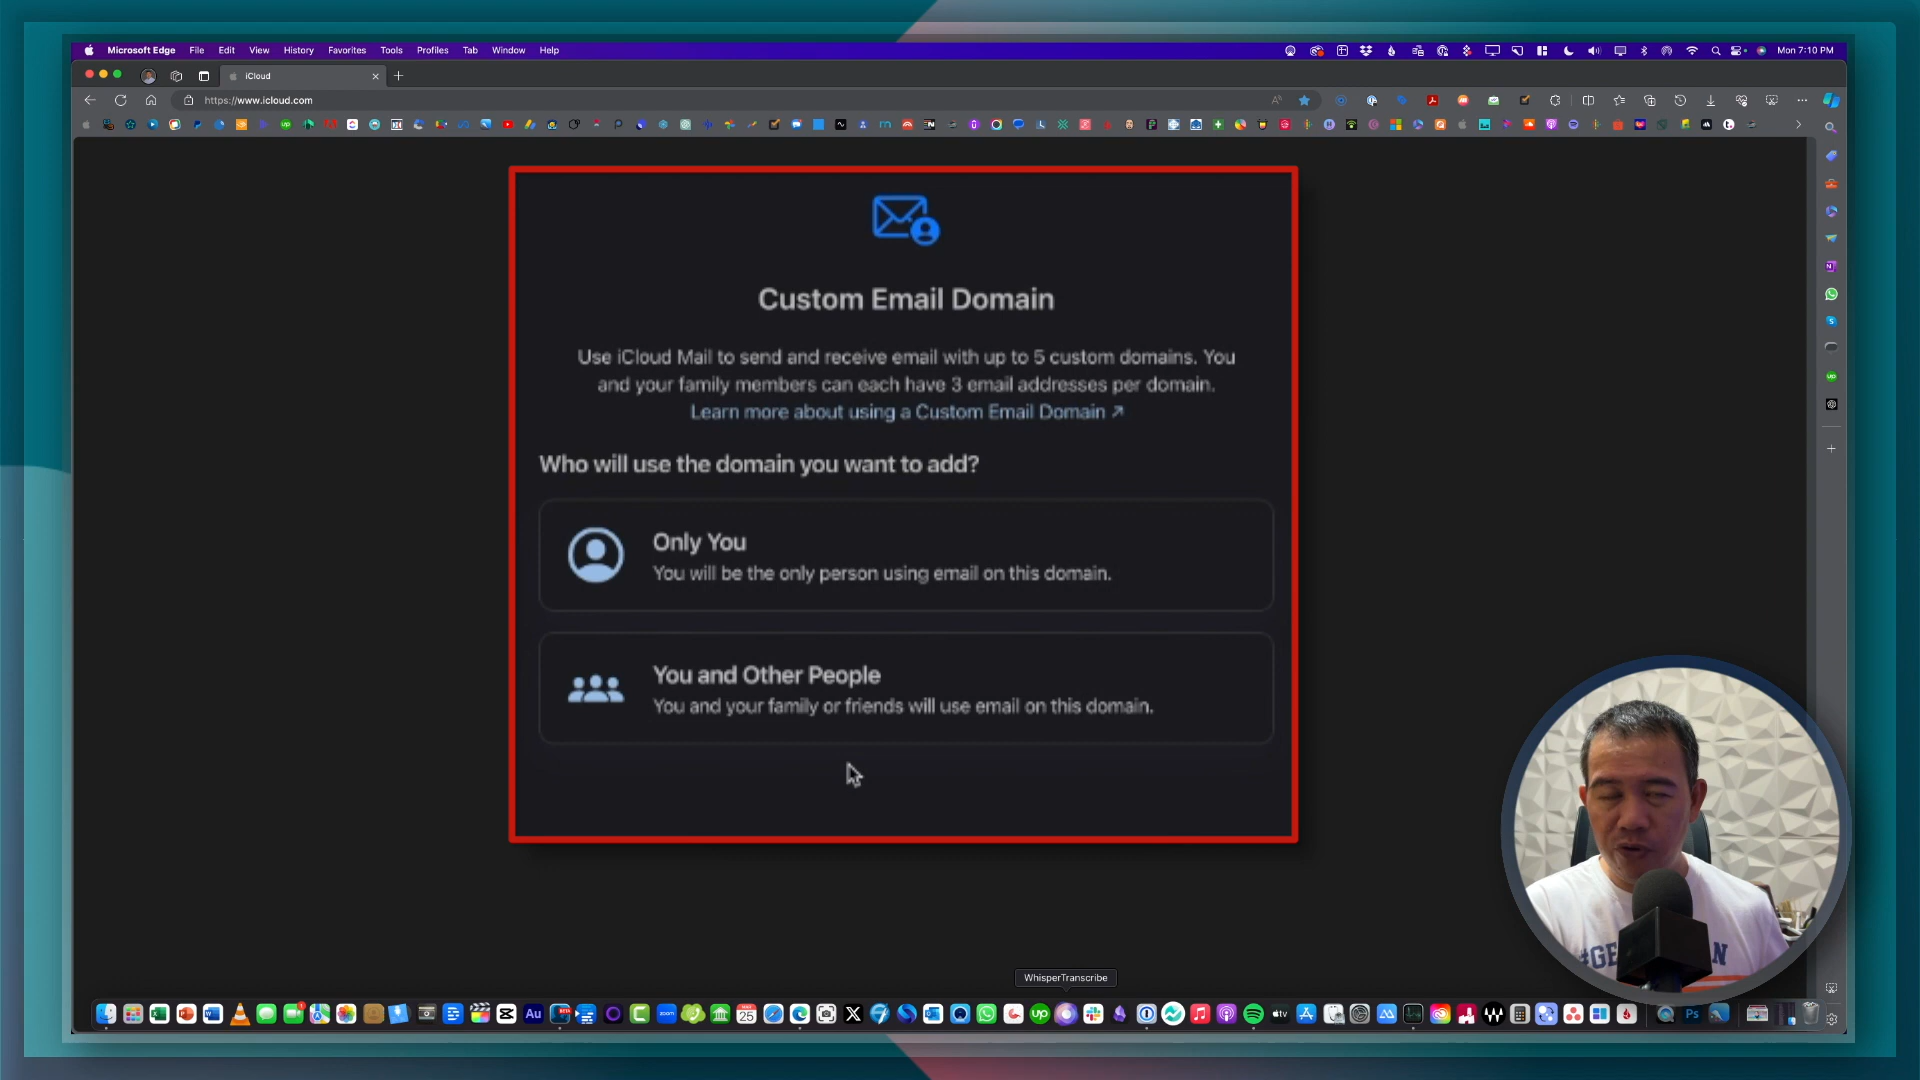 Microsoft Edge File Edit View History Favorites Tools Profiles Tab Window Help
Mon 7:10 PM
iCloud
https://www.icloud.com
Custom Email Domain
Use iCloud Mail to send and receive email with up to 5 custom domains. You
and your family members can each have 3 email addresses per domain.
Learn more about using a Custom Email Domain ↗
Who will use the domain you want to add?
Only You
You will be the only person using email on this domain.
You and Other People
You and your family or friends will use email on this domain.
WhisperTranscribe